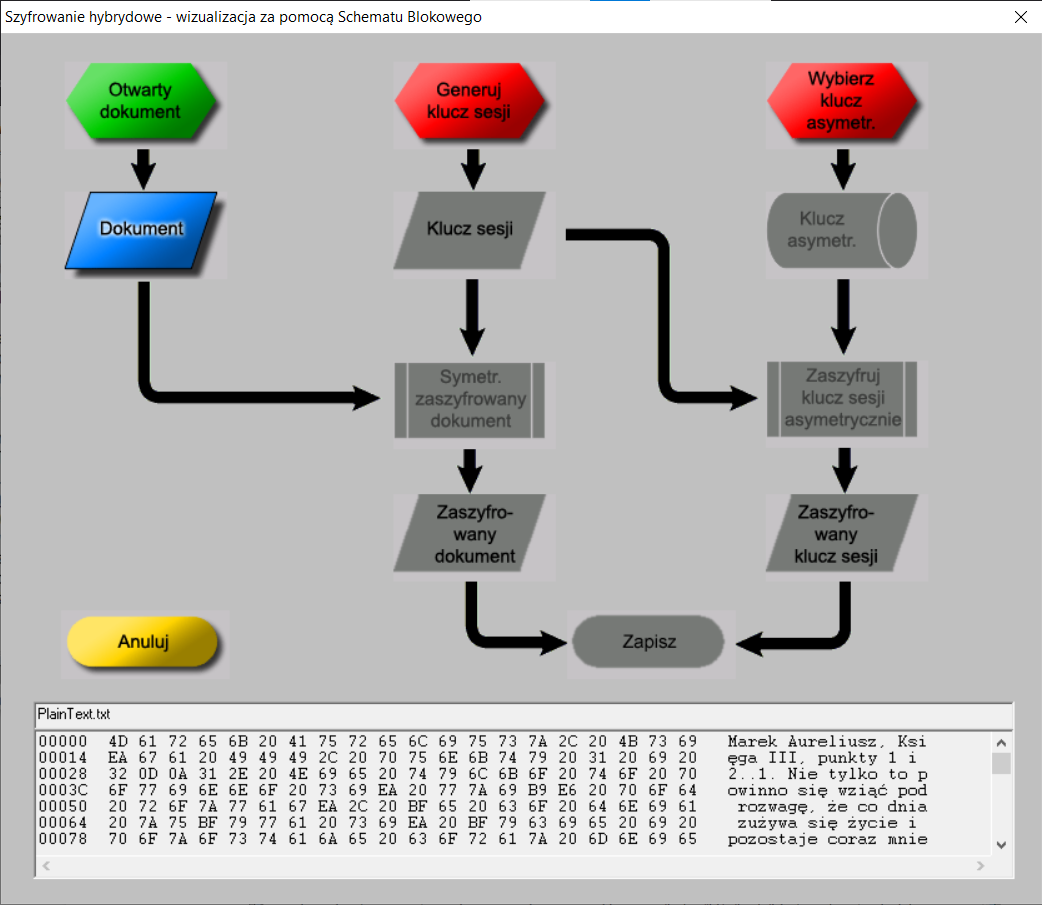 Szyfrowanie hybrydowe - wizualizacja za pomocą Schematu Blokowego
Otwarty
dokument
Generuj
klucz sesji
Wybierz
klucz
asymetr.
Dokument
Klucz sesji
Klucz
asymetr.
Symetr.
zaszyfrowany
dokument
Zaszyfruj
klucz sesji
asymetrycznie
Zaszyfro-
wany
dokument
Zaszyfro-
wany
klucz sesji
Anuluj
Zapisz
PlainText.txt
00000 4D 61 72 65 6B 20 41 75 72 65 6C 69 75 73 7A 2C 20 4B 73 69 Marek Aureliusz, Ksi
00014 EA 67 61 20 49 49 49 2C 20 70 75 6E 6B 74 79 20 31 20 69 20 ęga III, punkty 1 i
00028 32 0D 0A 31 2E 20 4E 69 65 20 74 79 6C 6B 6F 20 74 6F 20 70 2..1. Nie tylko to p
0003C 6F 77 69 6E 6E 6F 20 73 69 EA 20 77 7A 69 B9 E6 20 70 6F 64 owinno się wziąć pod
00050 20 72 6F 7A 77 61 67 EA 2C 20 BF 65 20 63 6F 20 64 6E 69 61 rozwagę, że co dnia
00064 20 7A 75 BF 79 77 61 20 73 69 EA 20 BF 79 63 69 65 20 69 20 zużywa się życie i
00078 70 6F 7A 6F 73 74 61 6A 65 20 63 6F 72 61 7A 20 6D 6E 69 65 pozostaje coraz mnie